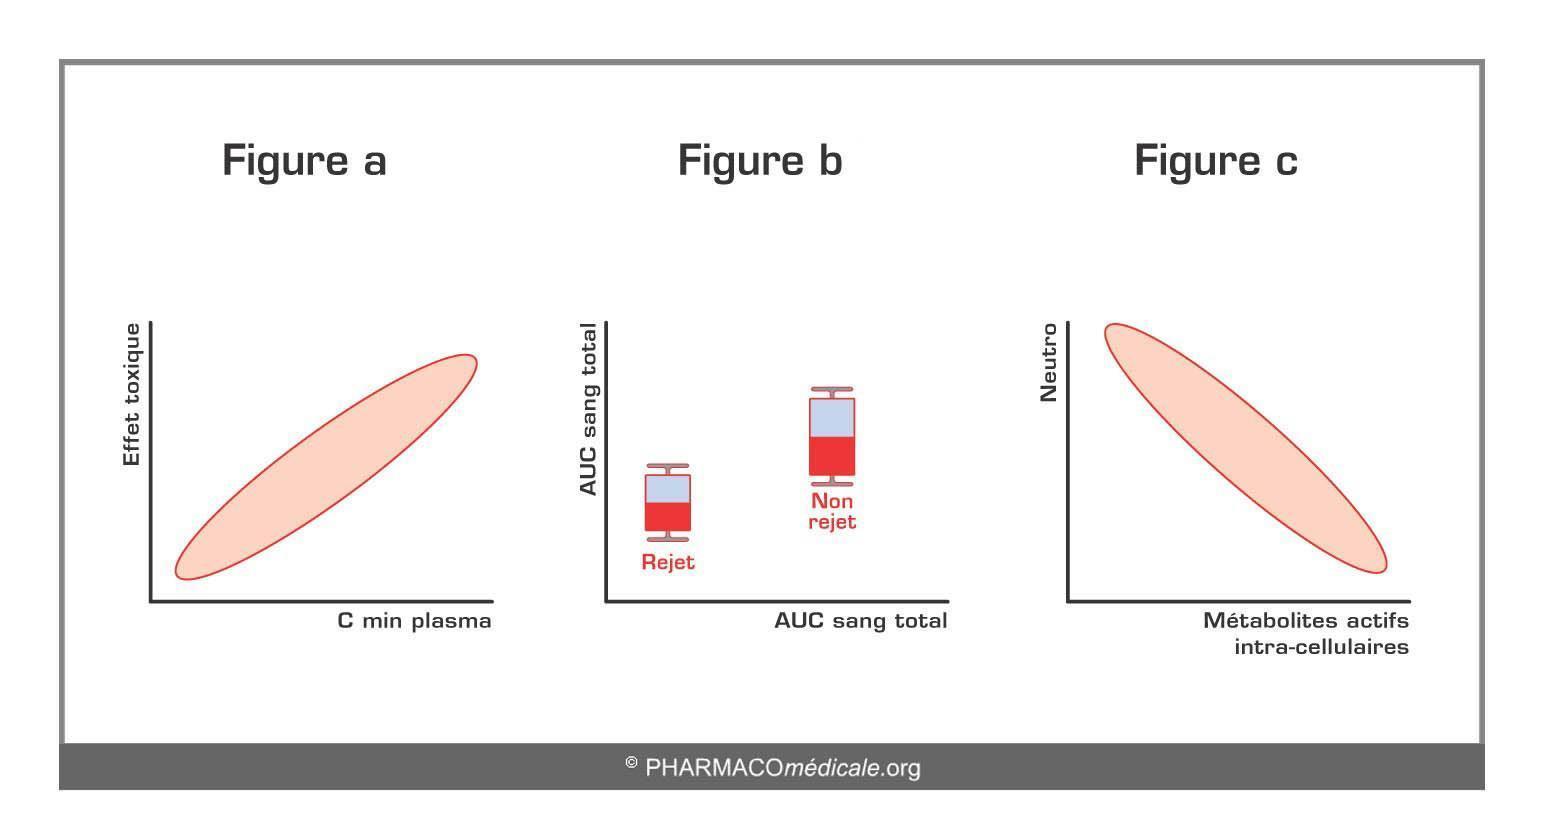 Figure a
Figure b
Figure c
Effet toxique
C min plasma
AUC sang total
Rejet
Non
rejet
AUC sang total
Neutro
Métabolites actifs
intra-cellulaires
© PHARMACOmédicale.org